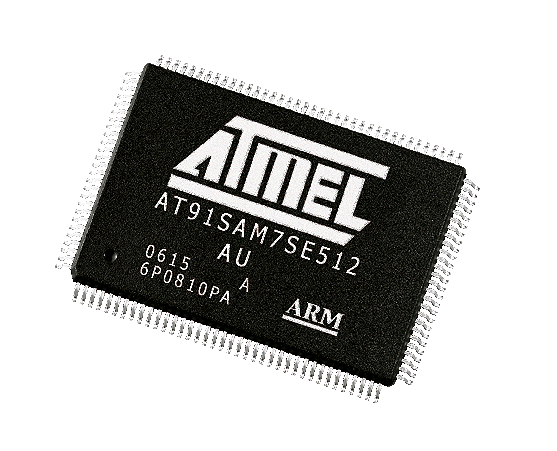 ATMEL
AT91SAM7SE512
AU
0615 A
6P0810PA
ARM